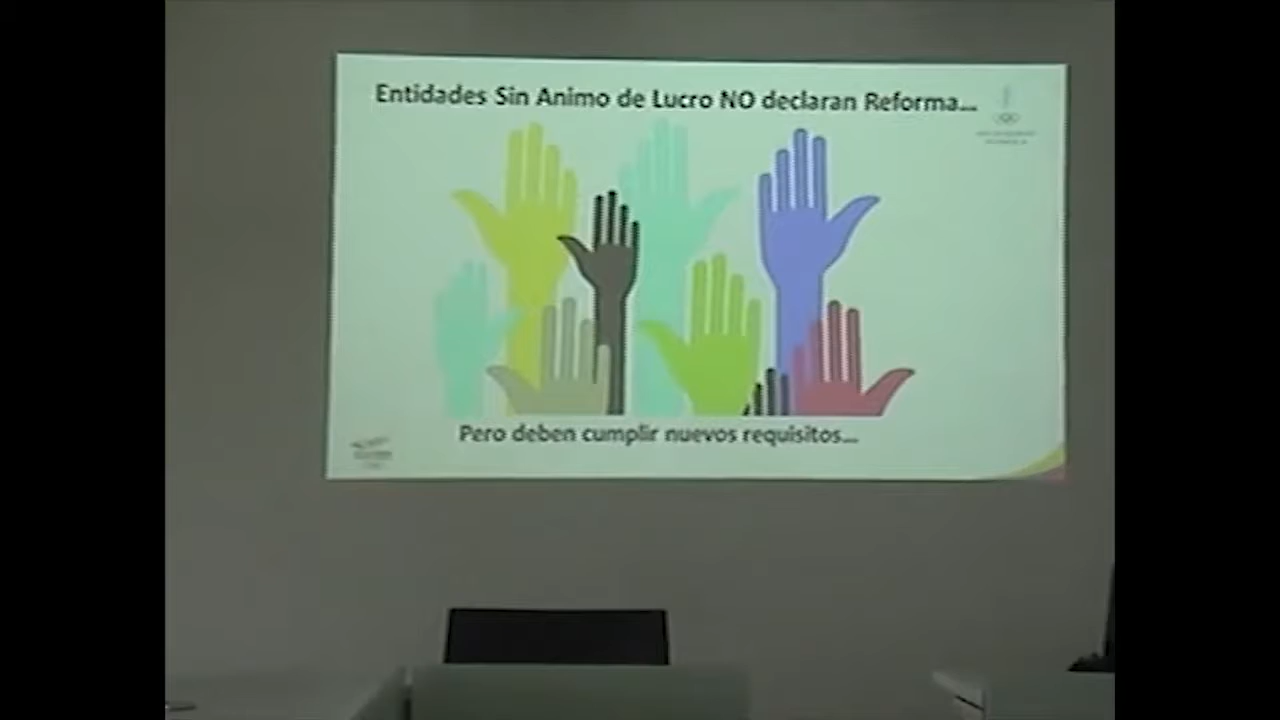 Entidades Sin Animo de Lucro NO declaran Reforma...
Pero deben cumplir nuevos requisitos...